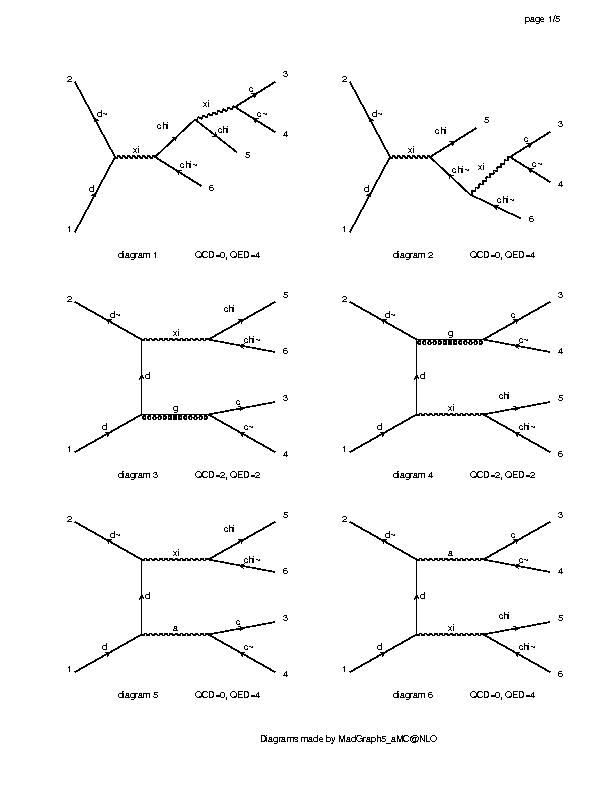 page 1/5
2 d~ xi chi xi c 3
c~ 4
chi 5
d chi~ 6
1
diagram 1 QCD=0, QED=4
2 d~ xi chi 5
xi c 3
c~ 4
d chi~
chi~ 6
1
diagram 2 QCD=0, QED=4
2 d~ xi chi 5
chi~ 6
d
g c 3
1 d c~ 4
diagram 3 QCD=2, QED=2
2 d~ g c 3
c~ 4
d
xi chi 5
1 d chi~ 6
diagram 4 QCD=2, QED=2
2 d~ xi chi 5
chi~ 6
d
a c 3
1 d c~ 4
diagram 5 QCD=0, QED=4
2 d~ a c 3
c~ 4
d
xi chi 5
1 d chi~ 6
diagram 6 QCD=0, QED=4
Diagrams made by MadGraph5_aMC@NLO